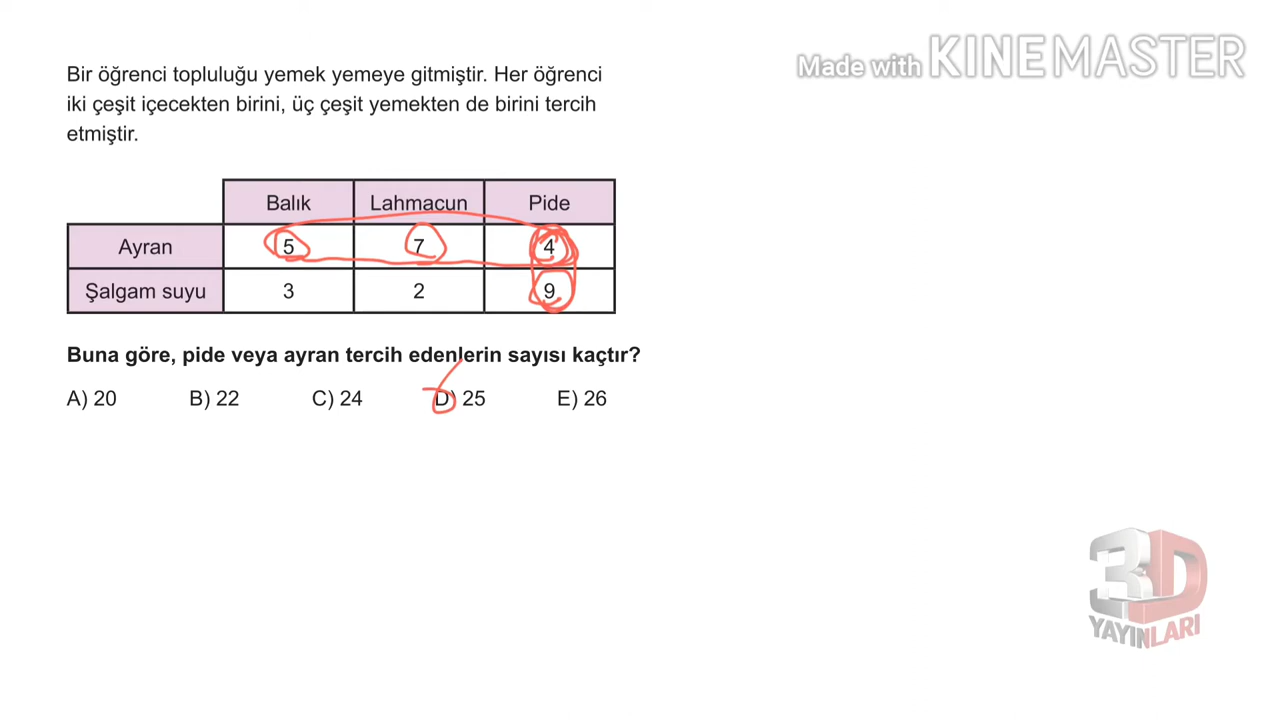 Made with KINEMASTER
Bir öğrenci topluluğu yemek yemeye gitmiştir. Her öğrenci
iki çeşit içecekten birini, üç çeşit yemekten de birini tercih
etmiştir.
Balık Lahmacun Pide
Ayran 5 7 4
Şalgam suyu 3 2 9
Buna göre, pide veya ayran tercih edenlerin sayısı kaçtır?
A) 20 B) 22 C) 24 D) 25 E) 26
3D
YAYINLARI